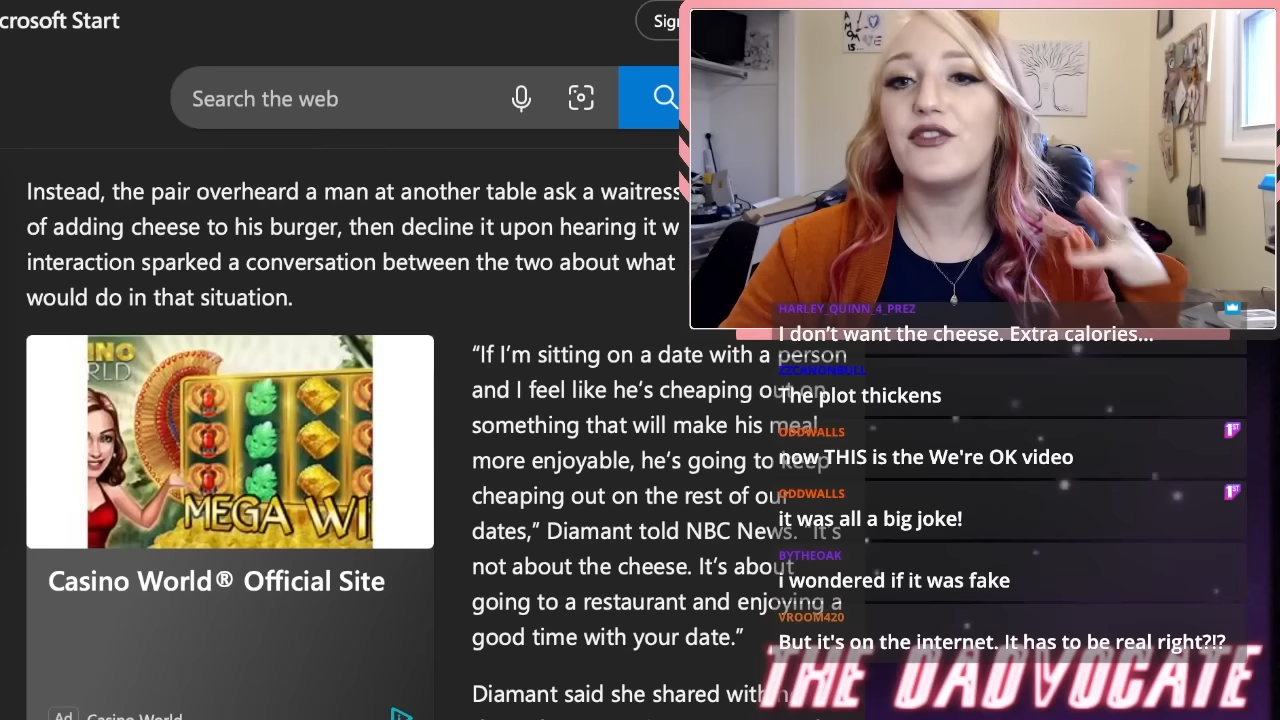 crosoft Start
Sign
Search the web
Instead, the pair overheard a man at another table ask a waitress
of adding cheese to his burger, then decline it upon hearing it w
interaction sparked a conversation between the two about what
would do in that situation.
MEGA WI
Casino World® Official Site
Ad Casino World
“If I’m sitting on a date with a person
and I feel like he’s cheaping out on
something that will make his meal
more enjoyable, he’s going to keep
cheaping out on the rest of our
dates,” Diamant told NBC News. “It’s
not about the cheese. It’s about
going to a restaurant and enjoying a
good time with your date.”
Diamant said she shared with
HARLEY_QUINN_4_PREZ
I don’t want the cheese. Extra calories...
ZZCANONBULL
The plot thickens
ODDWALLS
1ST
now THIS is the We're OK video
ODDWALLS
1ST
it was all a big joke!
BYTHEOAK
i wondered if it was fake
VROOM420
But it's on the internet. It has to be real right?!?
THE DADVOCATE